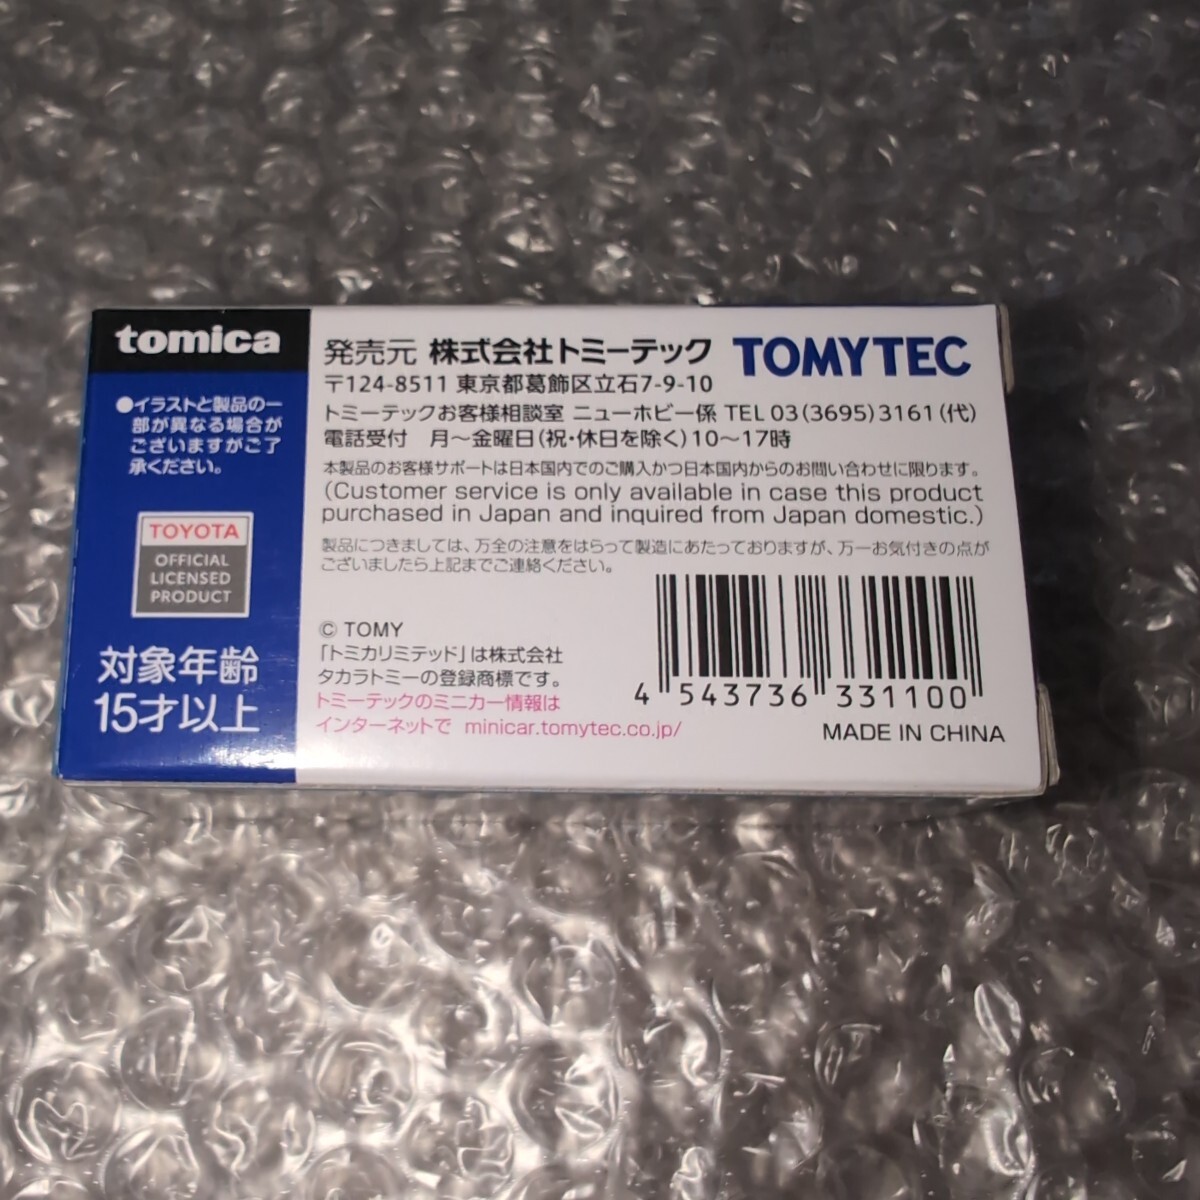 tomica
●イラストと製品の一
部が異なる場合が
ございますがご了
承ください。
TOYOTA
OFFICIAL
LICENSED
PRODUCT
対象年齢
15才以上
発売元 株式会社トミーテック TOMYTEC
〒124-8511 東京都葛飾区立石7-9-10
トミーテックお客様相談室 ニューホビー係 TEL 03(3695)3161(代)
電話受付 月～金曜日(祝・休日を除く)10～17時
本製品のお客様サポートは日本国内でのご購入かつ日本国内からのお問い合わせに限ります。
(Customer service is only available in case this product
purchased in Japan and inquired from Japan domestic.)
製品につきましては、万全の注意をはらって製造にあたっておりますが、万一お気付きの点が
ございましたら上記までご連絡ください。
© TOMY
「トミカリミテッド」は株式会社
タカラトミーの登録商標です。
トミーテックのミニカー情報は
インターネットで minicar.tomytec.co.jp/
4 543736 331100
MADE IN CHINA